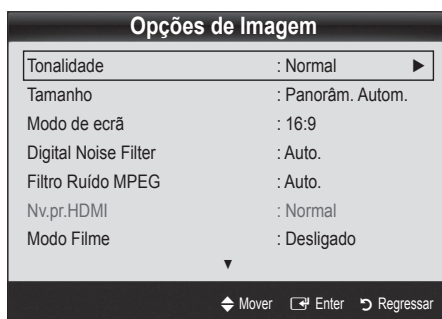 Opções de Imagem
Tonalidade : Normal ►
Tamanho : Panorâm. Autom.
Modo de ecrã : 16:9
Digital Noise Filter : Auto.
Filtro Ruído MPEG : Auto.
Nv.pr.HDMI : Normal
Modo Filme : Desligado
▼
Mover Enter Regressar